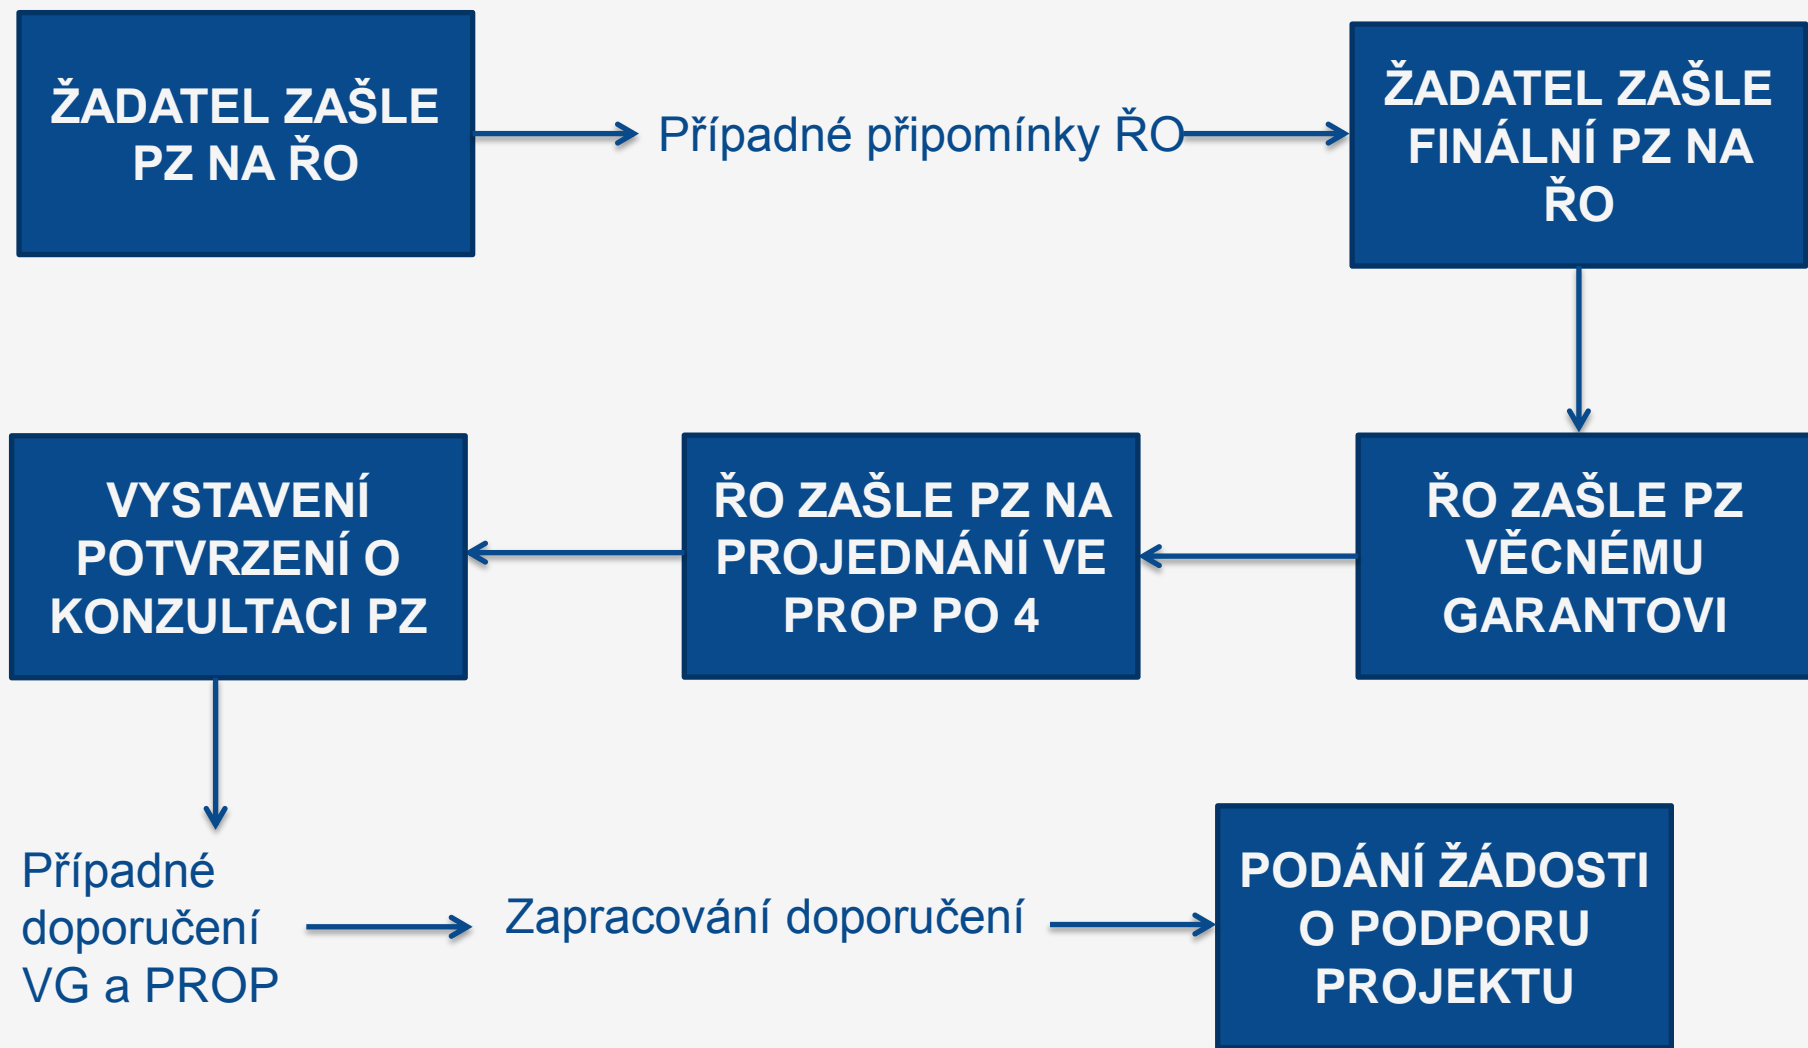 ŽADATEL ZAŠLE
PZ NA ŘO
Případné připomínky ŘO
ŽADATEL ZAŠLE
FINÁLNÍ PZ NA
ŘO
ŘO ZAŠLE PZ
VĚCNÉMU
GARANTOVI
ŘO ZAŠLE PZ NA
PROJEDNÁNÍ VE
PROP PO 4
VYSTAVENÍ
POTVRZENÍ O
KONZULTACI PZ
Případné
doporučení
VG a PROP
Zapracování doporučení
PODÁNÍ ŽÁDOSTI
O PODPORU
PROJEKTU